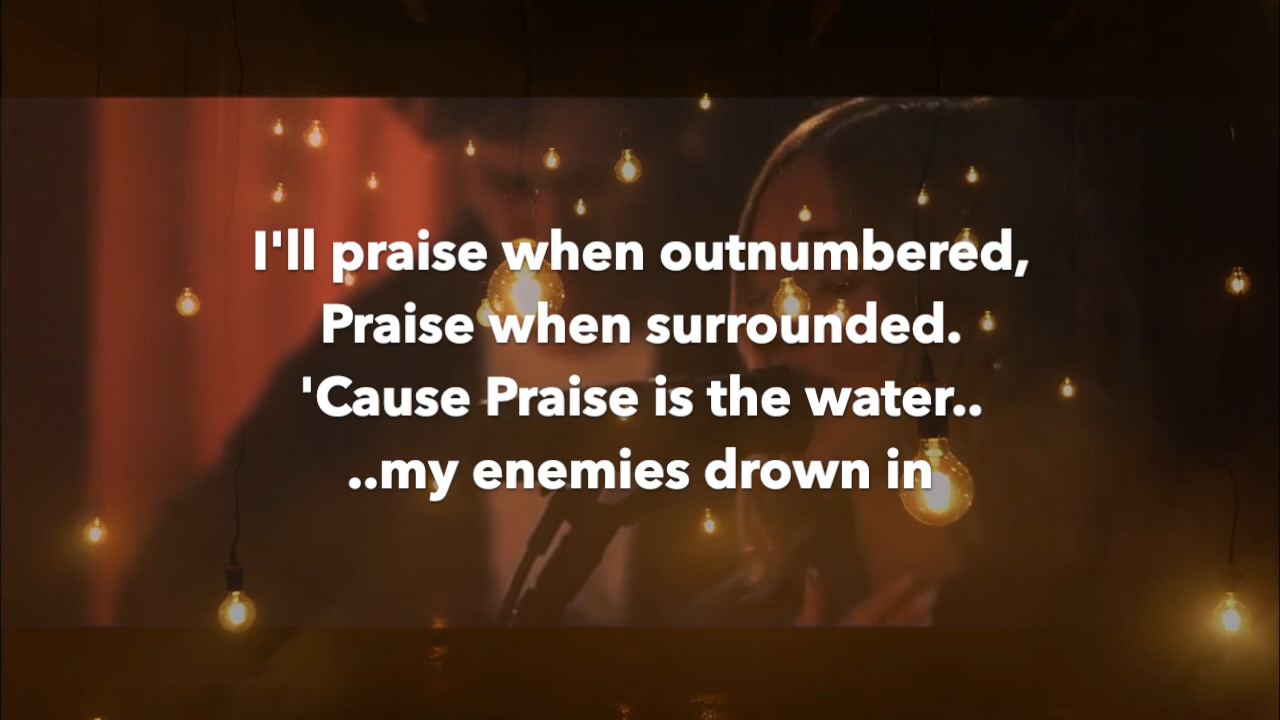 I'll praise when outnumbered,
Praise when surrounded.
'Cause Praise is the water..
..my enemies drown in